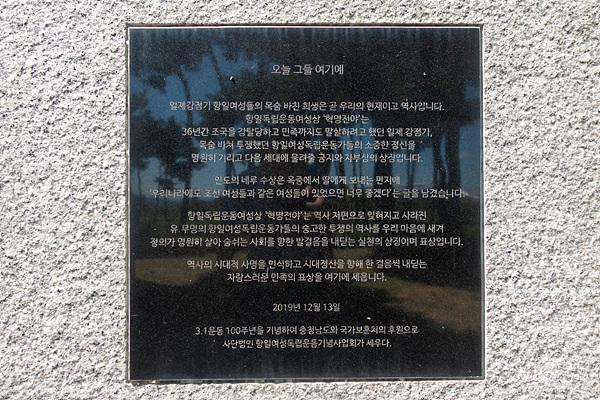 오늘 그들 여기에
일제강점기 항일여성들의 목숨 바친 희생은 곧 우리의 현재이고 역사입니다.
항일독립운동여성상 '혁명전야'는
36년간 조국을 강탈당하고 민족까지도 말살하려고 했던 일제 강점기,
목숨 바쳐 투쟁했던 항일여성독립운동가들의 소중한 정신을
영원히 기리고 다음 세대에 물려줄 긍지와 자부심의 상징입니다.
인도의 네루 수상은 옥중에서 딸에게 보내는 편지에
'우리나라에도 조선 여성들과 같은 여성들이 있었으면 너무 좋겠다'는 글을 남겼습니다.
항일독립운동여성상 '혁명전야'는 역사 저편으로 잊혀지고 사라진
유·무명의 항일여성독립운동가들의 숭고한 투쟁의 역사를 우리 마음에 새겨
정의가 영원히 살아 숨쉬는 사회를 향한 발걸음을 내딛는 실천의 상징이며 표상입니다.
역사의 시대적 사명을 인식하고 시대정신을 향해 한 걸음씩 내딛는
자랑스러운 민족의 표상을 여기에 세웁니다.
2019년 12월 13일
3.1운동 100주년을 기념하여 충청남도와 국가보훈처의 후원으로
사단법인 항일여성독립운동기념사업회가 세우다.